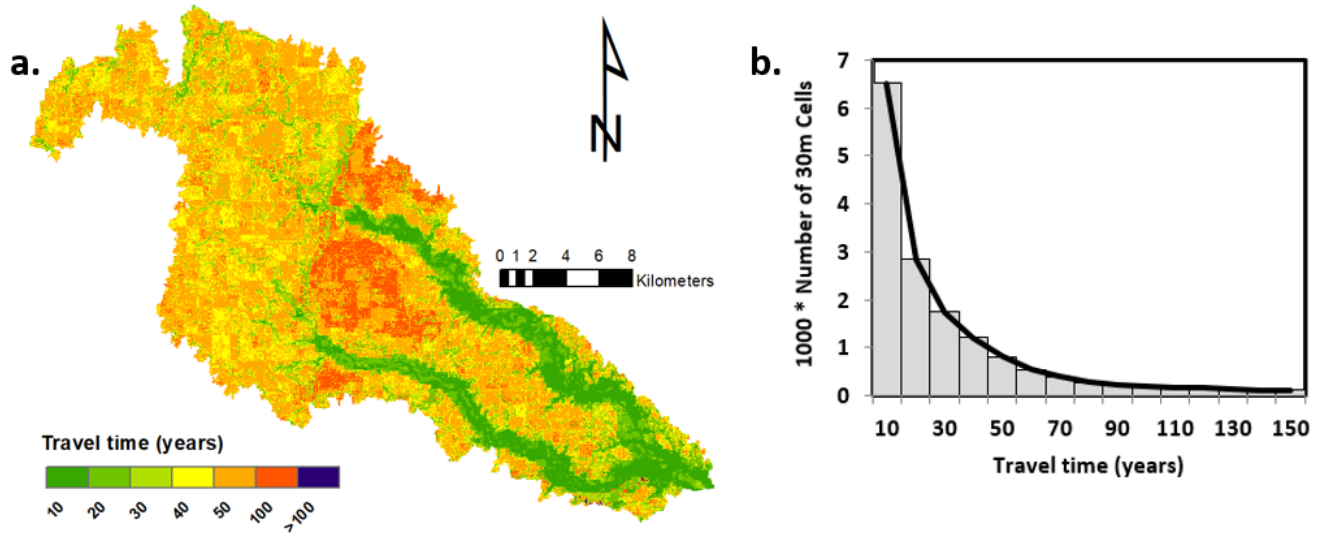 a.
N
0 1 2 4 6 8
Kilometers
Travel time (years)
10 20 30 40 50 100 >100
b.
7
6
5
4
3
2
1
0
1000 * Number of 30m Cells
10 30 50 70 90 110 130 150
Travel time (years)